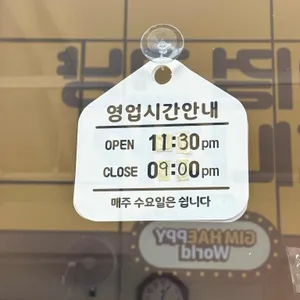 영업시간안내
OPEN 11:30pm
CLOSE 09:00pm
매주 수요일은 쉽니다
GIM HAEPPY
World